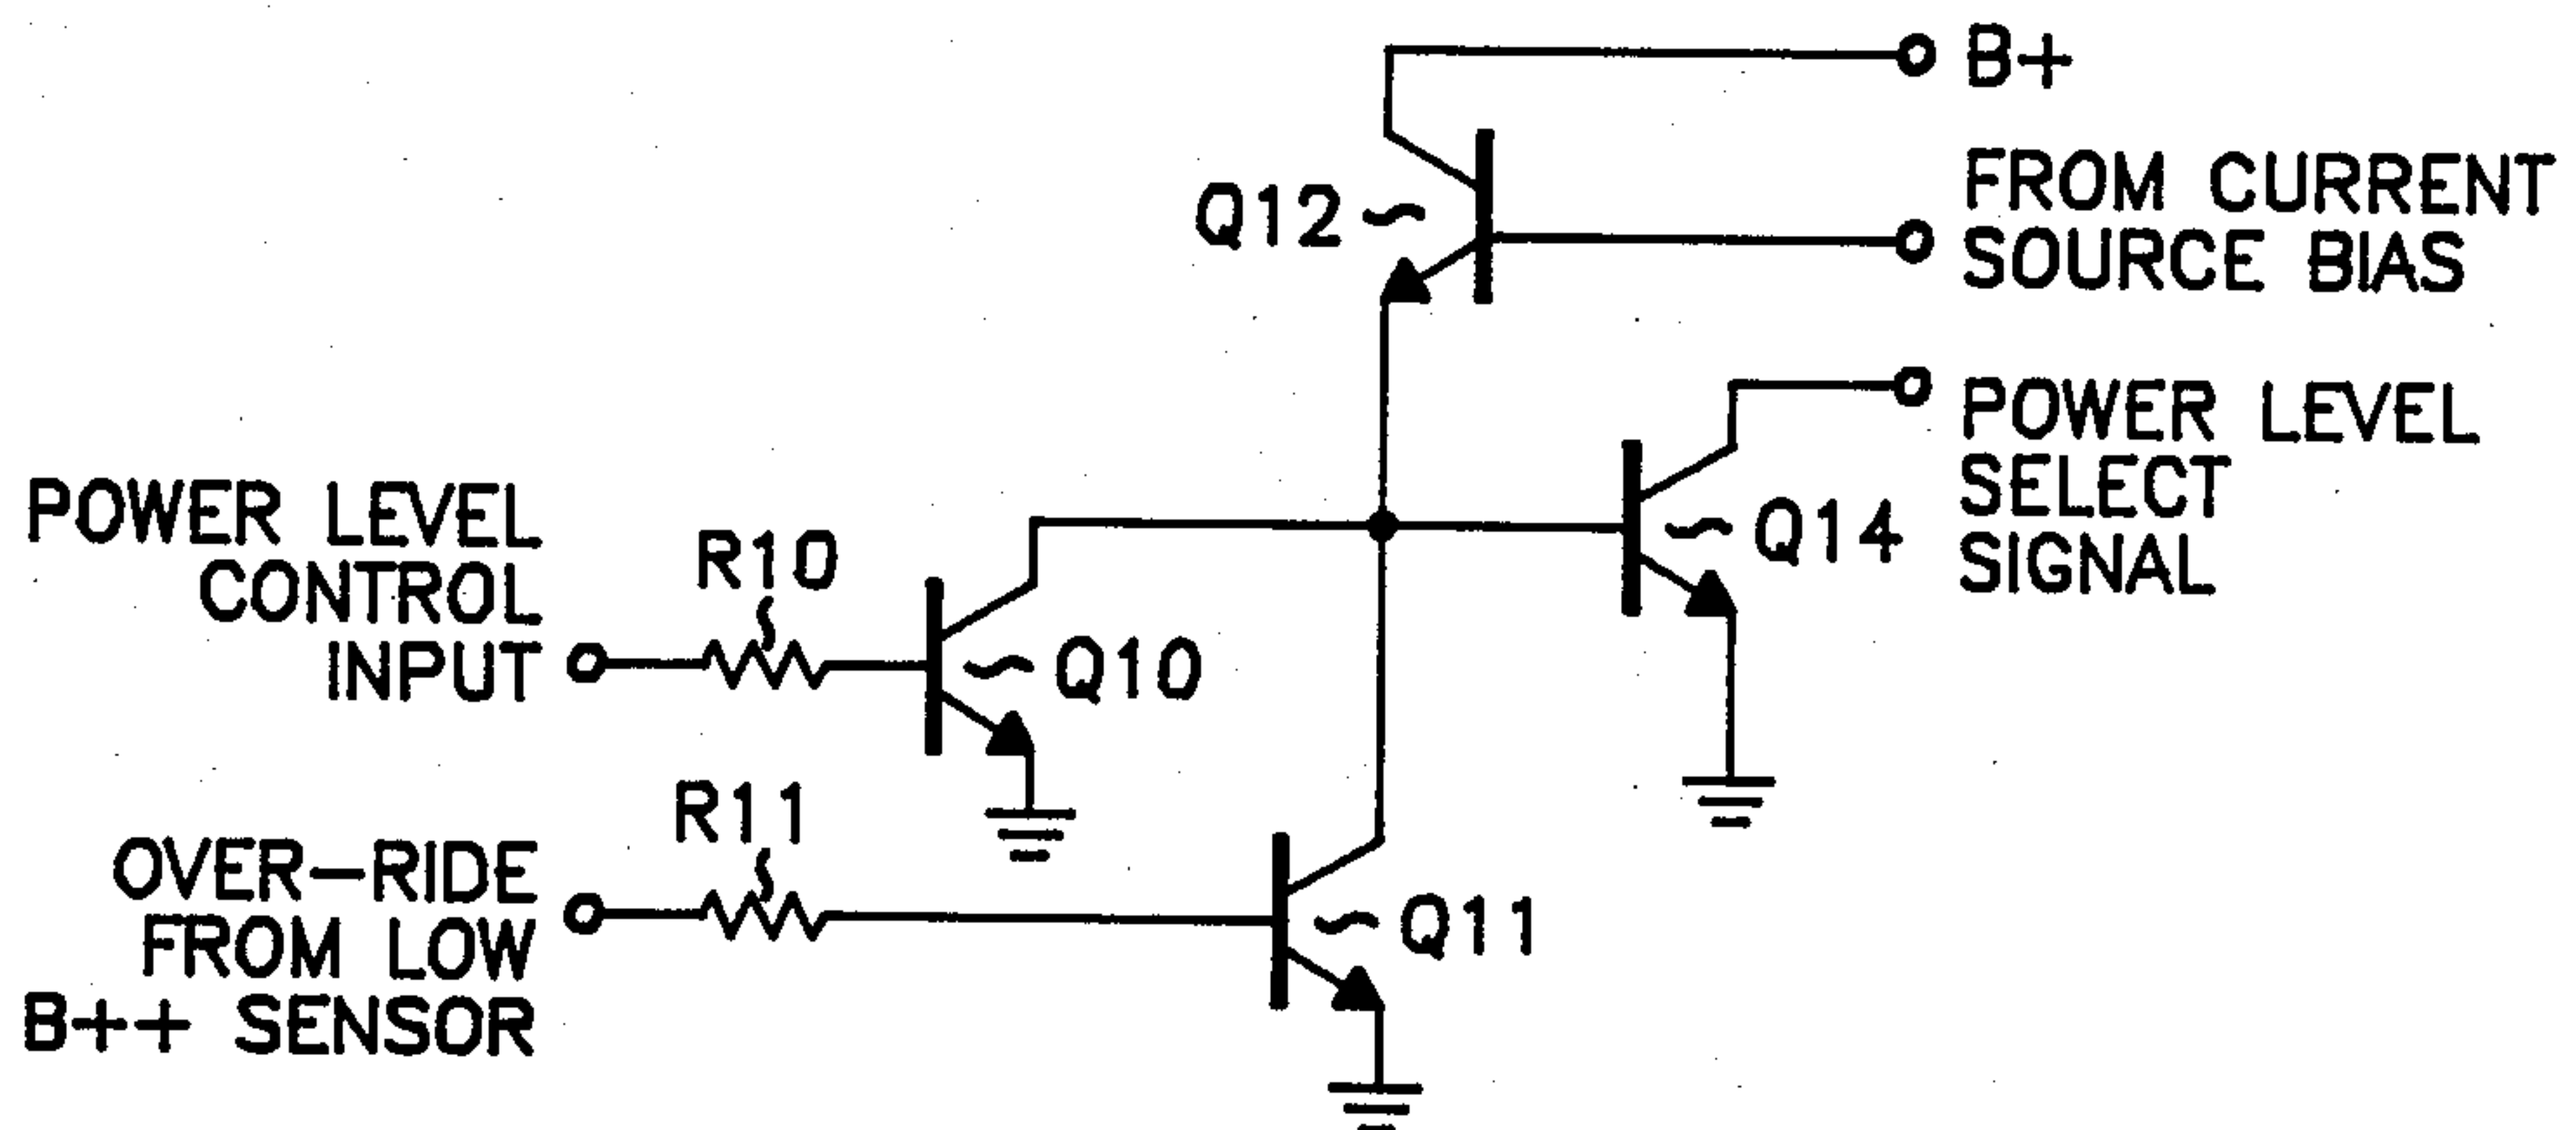 B+
FROM CURRENT
SOURCE BIAS
Q12
POWER LEVEL
SELECT
SIGNAL
Q14
POWER LEVEL
CONTROL
INPUT
R10
Q10
R11
OVER-RIDE
FROM LOW
B++ SENSOR
Q11